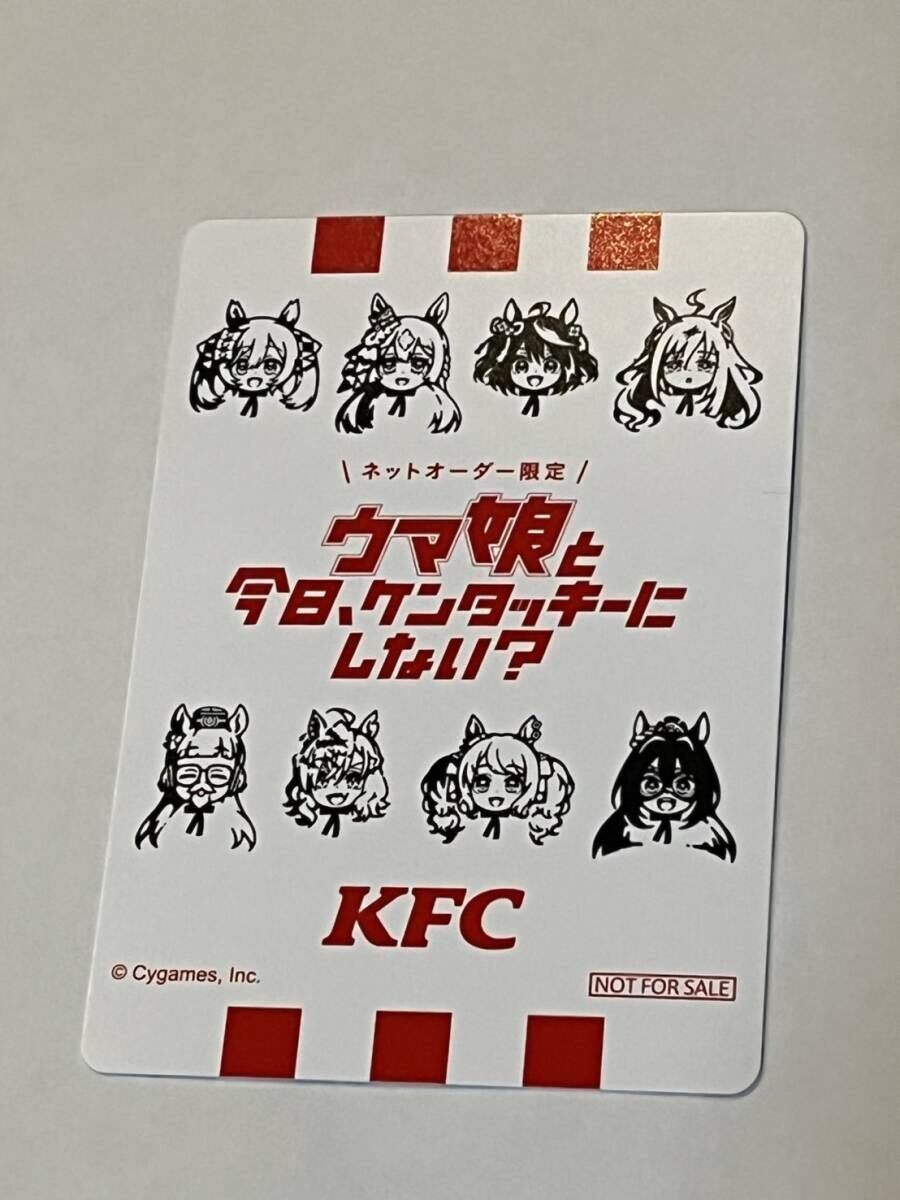 \ ネットオーダー限定 /
ウマ娘と
今日、ケンタッキーに
しない?
KFC
© Cygames, Inc.
NOT FOR SALE